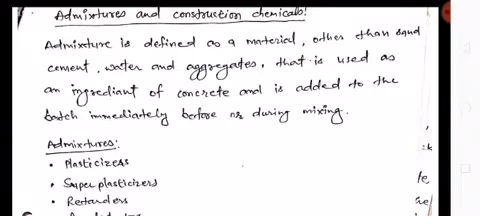 Admixtures and construction chemicals:
Admixture is defined as a material, other than
cement, water and aggregates, that is used as
an ingrediant of concrete and is added to the
batch immediately before or during mixing.
Admixtures:
• Plasticizers
• Super plasticizers
• Retarders